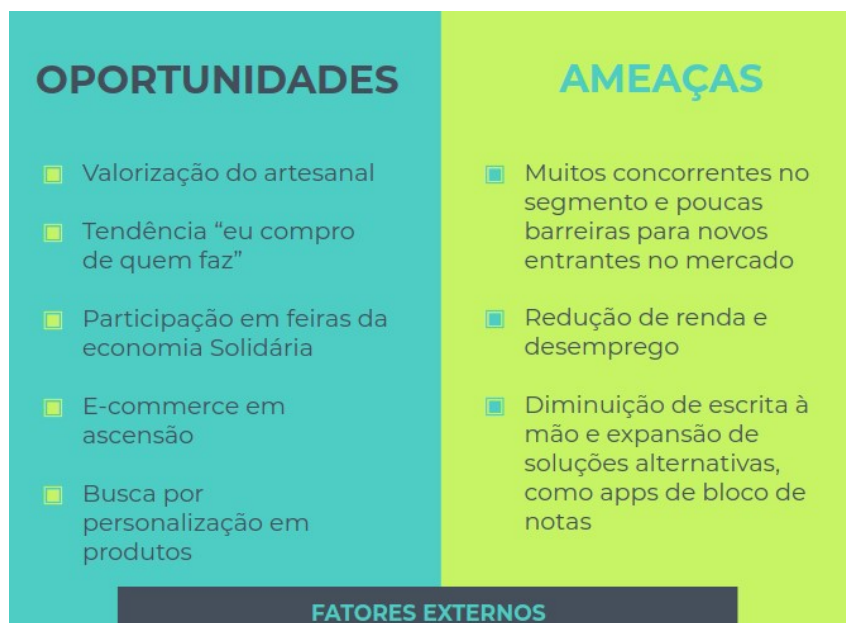 OPORTUNIDADES
Valorização do artesanal
Tendência “eu compro
de quem faz”
Participação em feiras da
economia Solidária
E-commerce em
ascensão
Busca por
personalização em
produtos
AMEAÇAS
Muitos concorrentes no
segmento e poucas
barreiras para novos
entrantes no mercado
Redução de renda e
desemprego
Diminuição de escrita à
mão e expansão de
soluções alternativas,
como apps de bloco de
notas
FATORES EXTERNOS